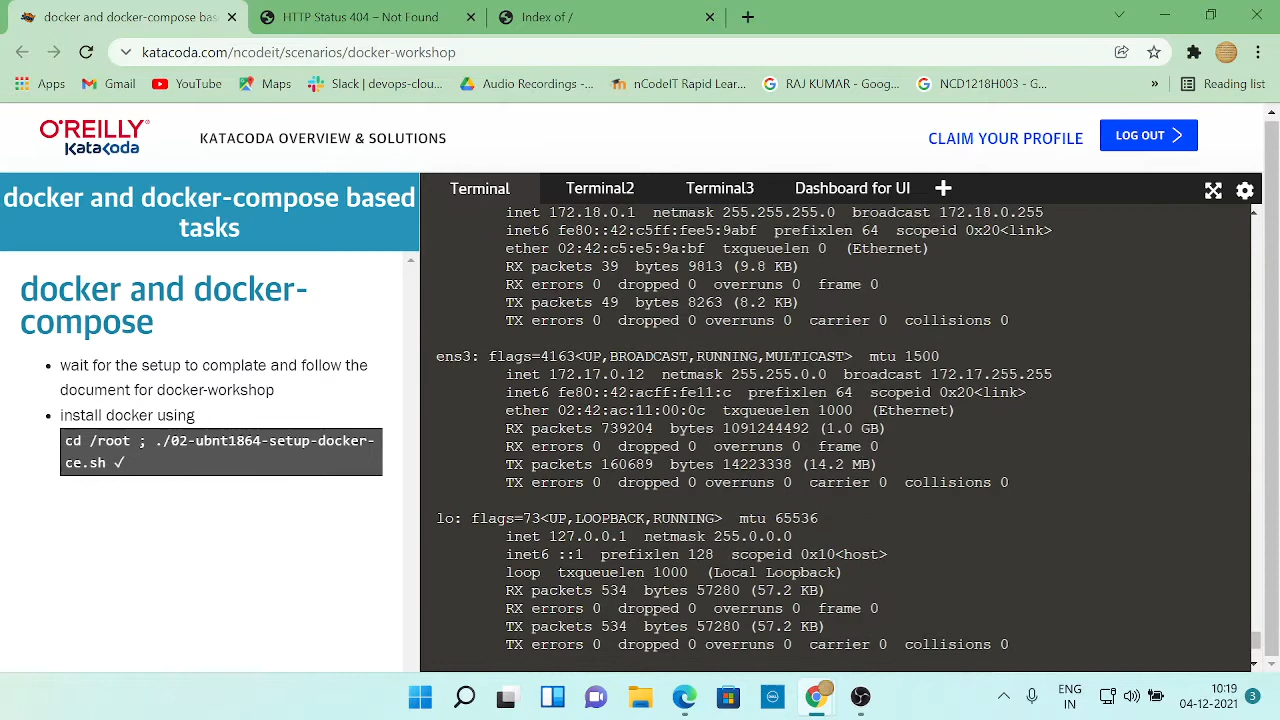 docker and docker-compose bas
HTTP Status 404 – Not Found
Index of /
katacoda.com/ncodeit/scenarios/docker-workshop
Apps
Gmail
YouTube
Maps
Slack | devops-clou...
Audio Recordings -...
nCodeIT Rapid Lear...
RAJ KUMAR - Goog...
NCD1218H003 - G...
»
Reading list
O'REILLY®
KataKoda
KATACODA OVERVIEW & SOLUTIONS
CLAIM YOUR PROFILE
LOG OUT
docker and docker-compose based
tasks
docker and docker-
compose
• wait for the setup to complate and follow the
document for docker-workshop
• install docker using
cd /root ; ./02-ubnt1864-setup-docker-
ce.sh ✓
Terminal
Terminal2
Terminal3
Dashboard for UI
inet 172.18.0.1 netmask 255.255.255.0 broadcast 172.18.0.255
inet6 fe80::42:c5ff:fee5:9abf prefixlen 64 scopeid 0x20<link>
ether 02:42:c5:e5:9a:bf txqueuelen 0 (Ethernet)
RX packets 39 bytes 9813 (9.8 KB)
RX errors 0 dropped 0 overruns 0 frame 0
TX packets 49 bytes 8263 (8.2 KB)
TX errors 0 dropped 0 overruns 0 carrier 0 collisions 0
ens3: flags=4163<UP,BROADCAST,RUNNING,MULTICAST> mtu 1500
inet 172.17.0.12 netmask 255.255.0.0 broadcast 172.17.255.255
inet6 fe80::42:acff:fe11:c prefixlen 64 scopeid 0x20<link>
ether 02:42:ac:11:00:0c txqueuelen 1000 (Ethernet)
RX packets 739204 bytes 1091244492 (1.0 GB)
RX errors 0 dropped 0 overruns 0 frame 0
TX packets 160689 bytes 14223338 (14.2 MB)
TX errors 0 dropped 0 overruns 0 carrier 0 collisions 0
lo: flags=73<UP,LOOPBACK,RUNNING> mtu 65536
inet 127.0.0.1 netmask 255.0.0.0
inet6 ::1 prefixlen 128 scopeid 0x10<host>
loop txqueuelen 1000 (Local Loopback)
RX packets 534 bytes 57280 (57.2 KB)
RX errors 0 dropped 0 overruns 0 frame 0
TX packets 534 bytes 57280 (57.2 KB)
TX errors 0 dropped 0 overruns 0 carrier 0 collisions 0
DELL
ENG
IN
10:19
04-12-2021
3